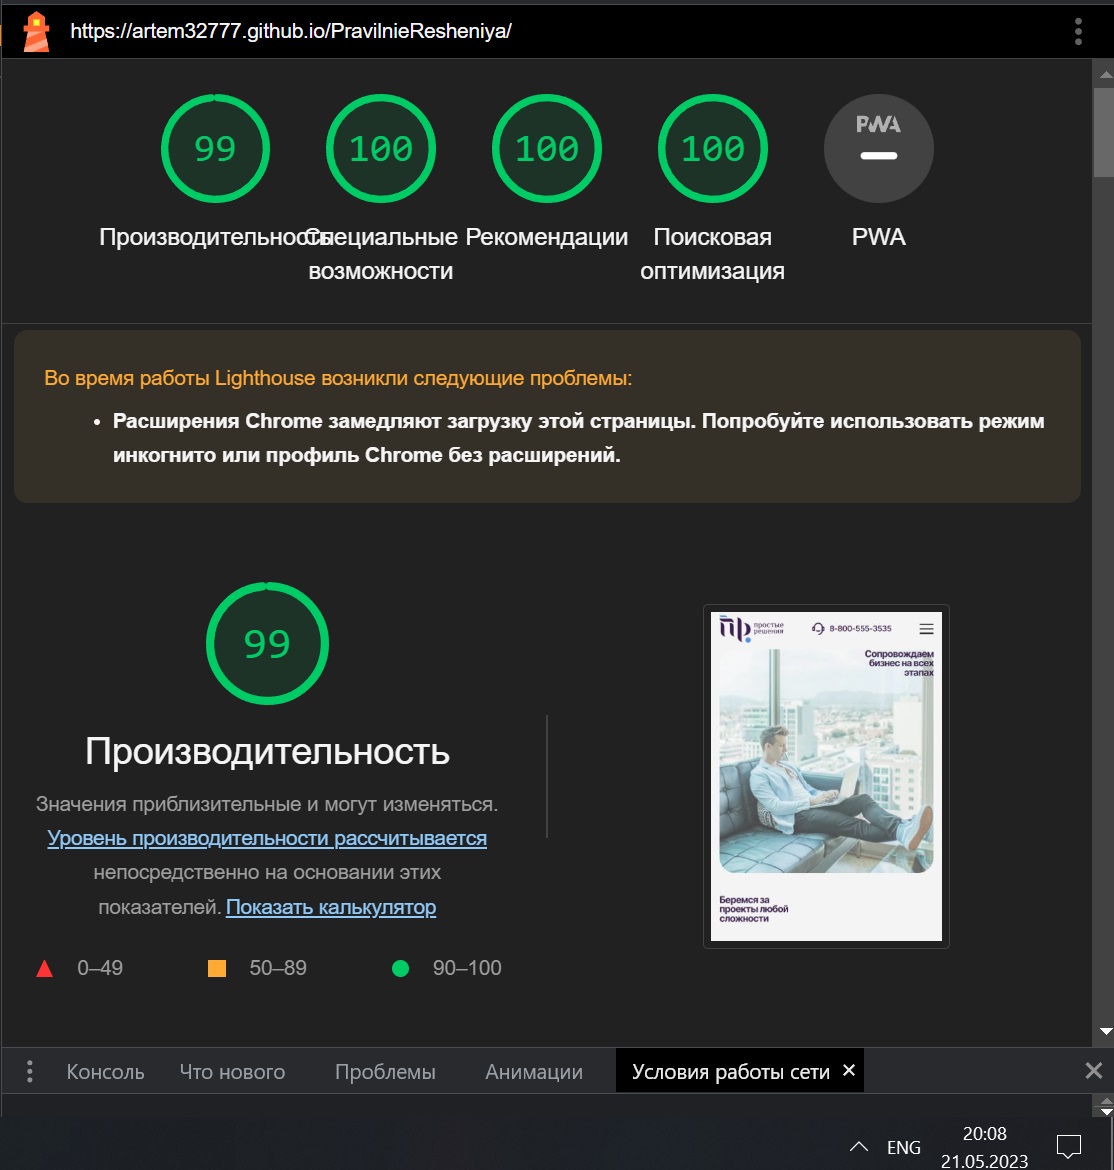 https://artem32777.github.io/PravilnieResheniya/
99
100
100
100
PWA
Производительность
Специальные
возможности
Рекомендации
Поисковая
оптимизация
PWA
Во время работы Lighthouse возникли следующие проблемы:
• Расширения Chrome замедляют загрузку этой страницы. Попробуйте использовать режим
инкогнито или профиль Chrome без расширений.
99
Производительность
Значения приблизительные и могут изменяться.
Уровень производительности рассчитывается
непосредственно на основании этих
показателей. Показать калькулятор
0–49
50–89
90–100
пр
простые
решения
8-800-555-3535
Сопровождаем
бизнес на всех
этапах
Беремся за
проекты любой
сложности
Консоль
Что нового
Проблемы
Анимации
Условия работы сети
ENG
20:08
21.05.2023